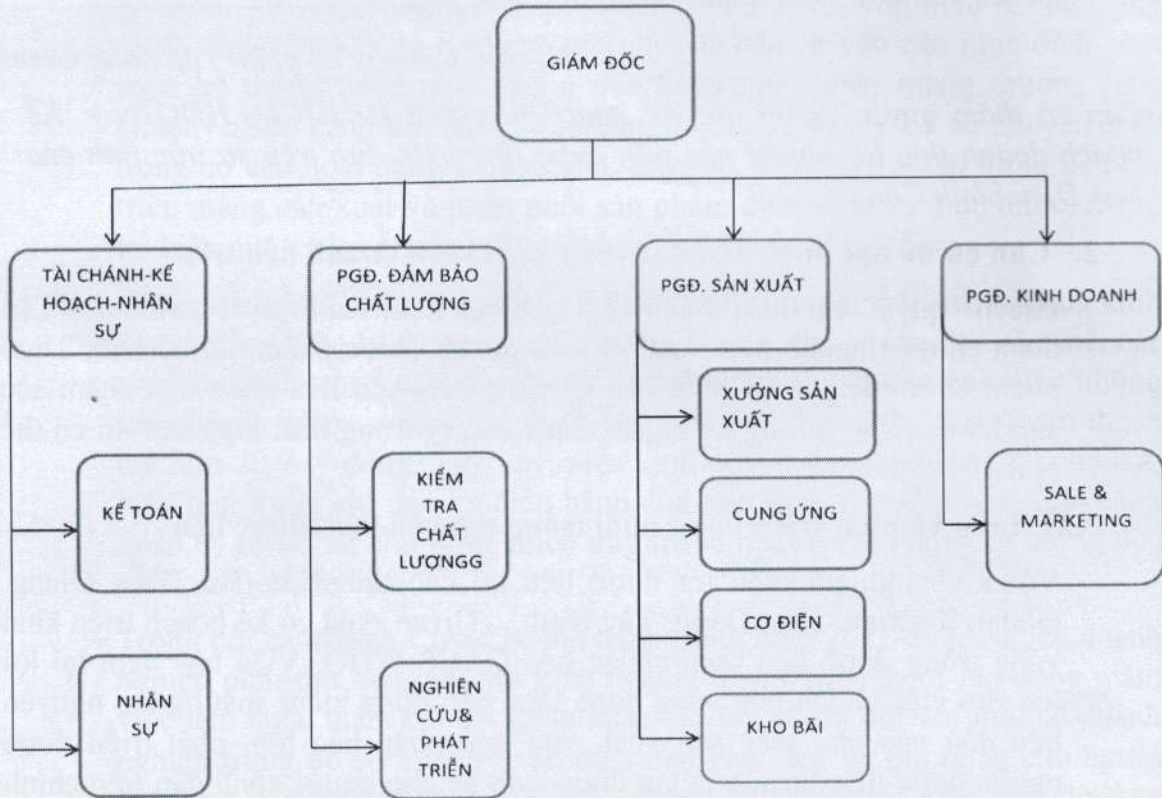 GIÁM ĐỐC
TÀI CHÁNH-KẾ
HOẠCH-NHÂN
SỰ
PGĐ. ĐẢM BẢO
CHẤT LƯỢNG
PGĐ. SẢN XUẤT
PGĐ. KINH DOANH
KẾ TOÁN
NHÂN
SỰ
KIỂM
TRA
CHẤT
LƯỢNGG
NGHIÊN
CỨU&
PHÁT
TRIỂN
XƯỞNG SẢN
XUẤT
CUNG ỨNG
CƠ ĐIỆN
KHO BÃI
SALE &
MARKETING